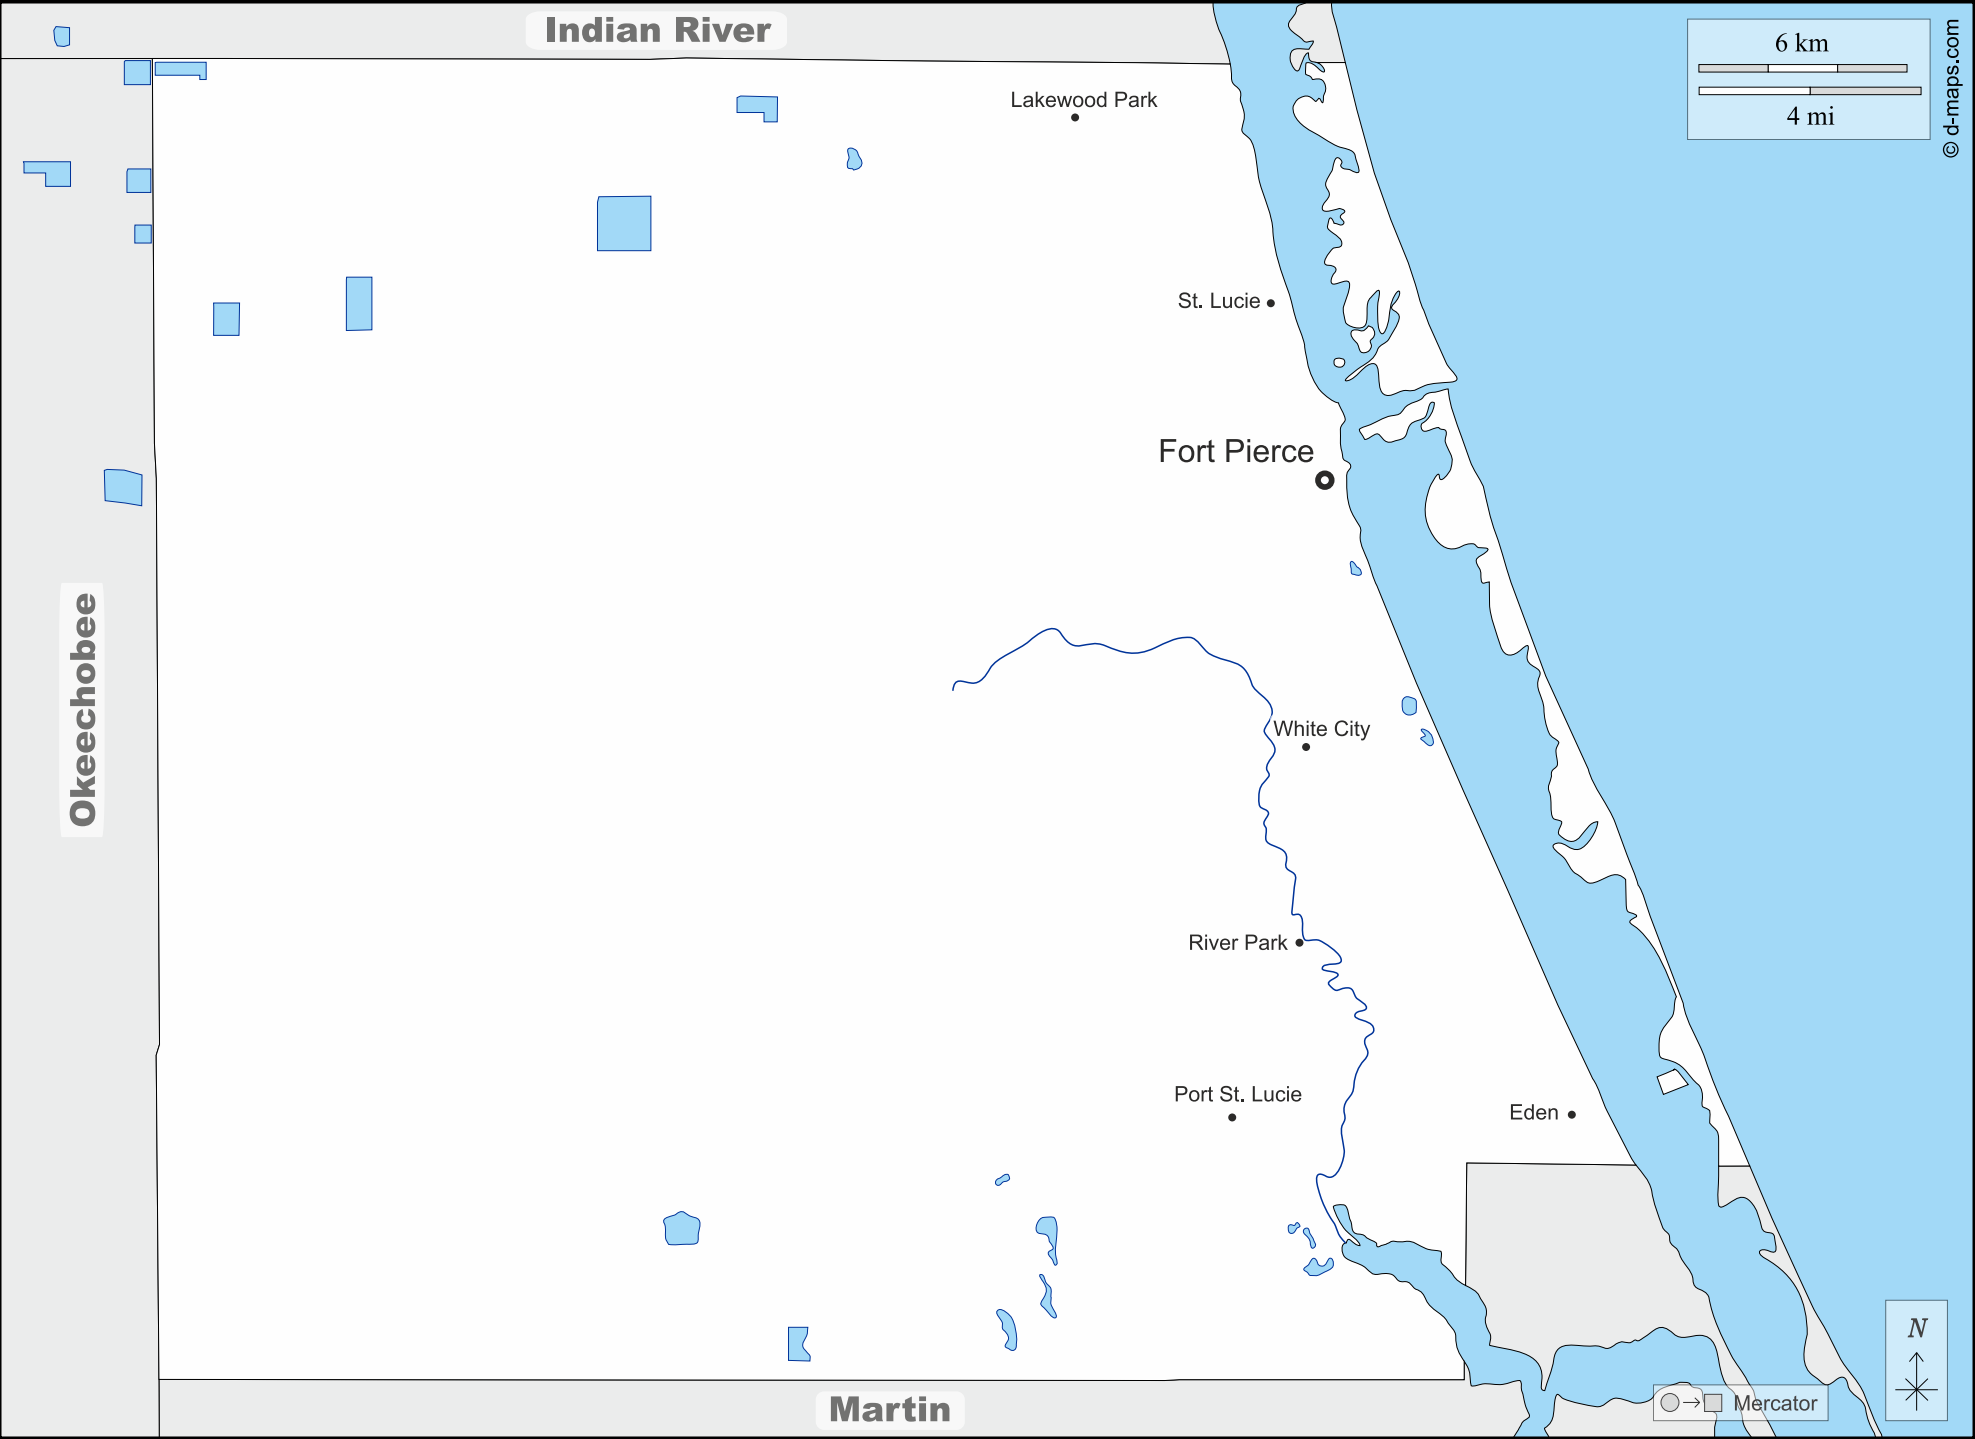 Indian River
6 km
4 mi
© d-maps.com
Lakewood Park
St. Lucie
Fort Pierce
Okeechobee
White City
River Park
Port St. Lucie
Eden
N
Martin
Mercator